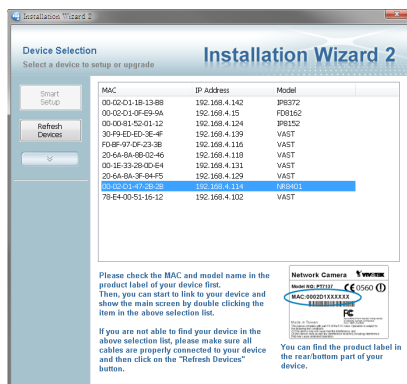 Installation Wizard 2
Device Selection
Select a device to setup or upgrade
Installation Wizard 2
Smart
Setup
Refresh
Devices
MAC IP Address Model
00-02-D1-18-13-88 192.168.4.142 IP8372
00-02-D1-0F-E9-9A 192.168.4.15 FD8162
00-00-81-52-01-12 192.168.4.124 IP8152
30-F9-ED-ED-3E-4F 192.168.4.139 VAST
F0-8F-97-DF-23-3B 192.168.4.116 VAST
20-6A-8A-8B-02-46 192.168.4.118 VAST
00-1E-33-28-0D-E4 192.168.4.131 VAST
20-6A-8A-3F-84-F5 192.168.4.129 VAST
00-02-D1-47-2B-2B 192.168.4.114 NR8401
78-E4-00-51-16-12 192.168.4.102 VAST
Please check the MAC and model name in the
product label of your device first.
Then, you can start to link to your device and
show the main screen by double clicking the
item in the above selection list.
If you are not able to find your device in the
above selection list, please make sure all
cables are properly connected to your device
and then click on the "Refresh Devices"
button.
Network Camera VIVOTEK
Model NO: PT7137 CE 0560
MAC:0002D1XXXXXX
FC
Made in Taiwan
You can find the product label in
the rear/bottom part of your
device.